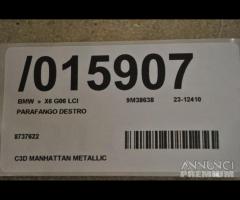 /015907
BMW » X6 G06 LCI 9M38638 23-12410
PARAFANGO DESTRO
8737622
C3D MANHATTAN METALLIC
ANNUNCI
PREMIUM